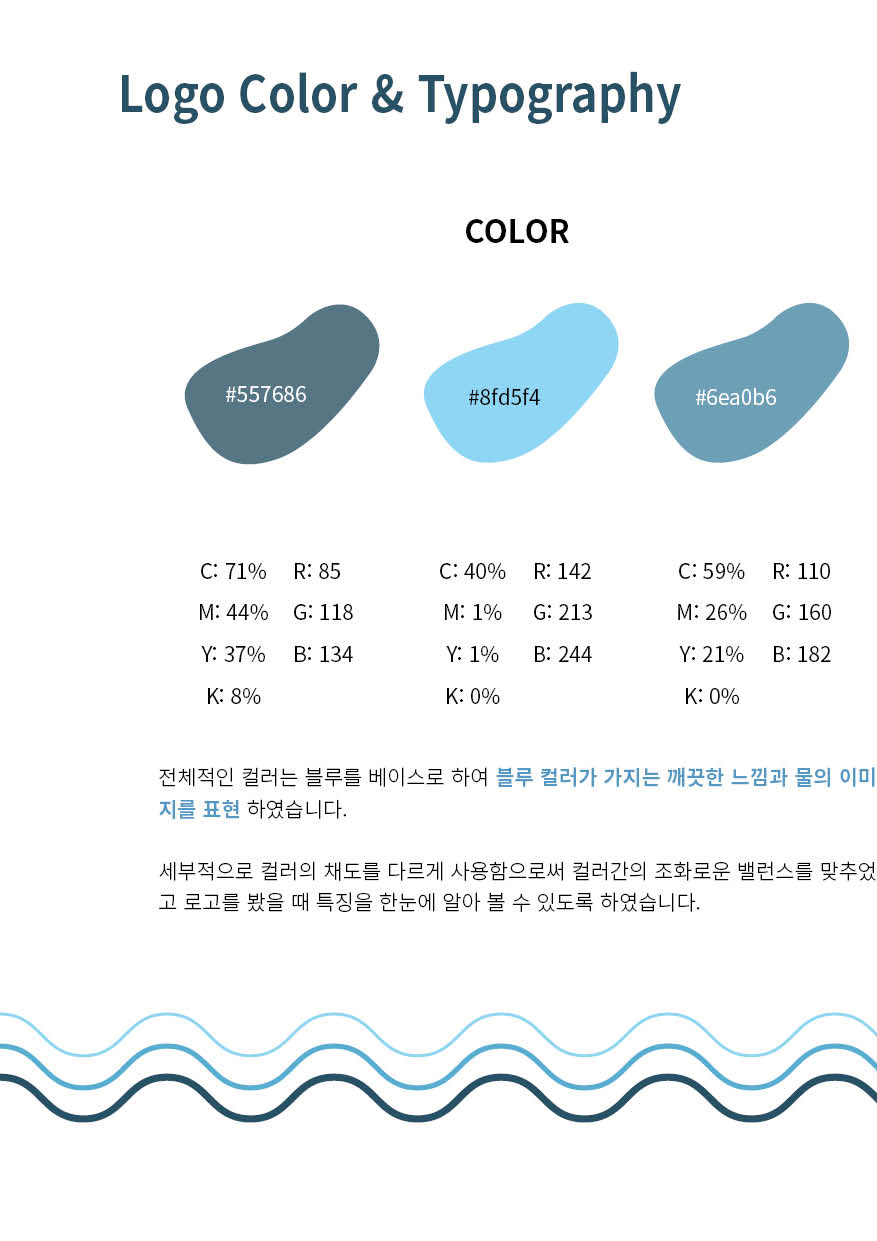 Logo Color & Typography
COLOR
#557686
#8fd5f4
#6ea0b6
C: 71% R: 85
M: 44% G: 118
Y: 37% B: 134
K: 8%
C: 40% R: 142
M: 1% G: 213
Y: 1% B: 244
K: 0%
C: 59% R: 110
M: 26% G: 160
Y: 21% B: 182
K: 0%
전체적인 컬러는 블루를 베이스로 하여 블루 컬러가 가지는 깨끗한 느낌과 물의 이미
지를 표현 하였습니다.
세부적으로 컬러의 채도를 다르게 사용함으로써 컬러간의 조화로운 밸런스를 맞추었
고 로고를 봤을 때 특징을 한눈에 알아 볼 수 있도록 하였습니다.